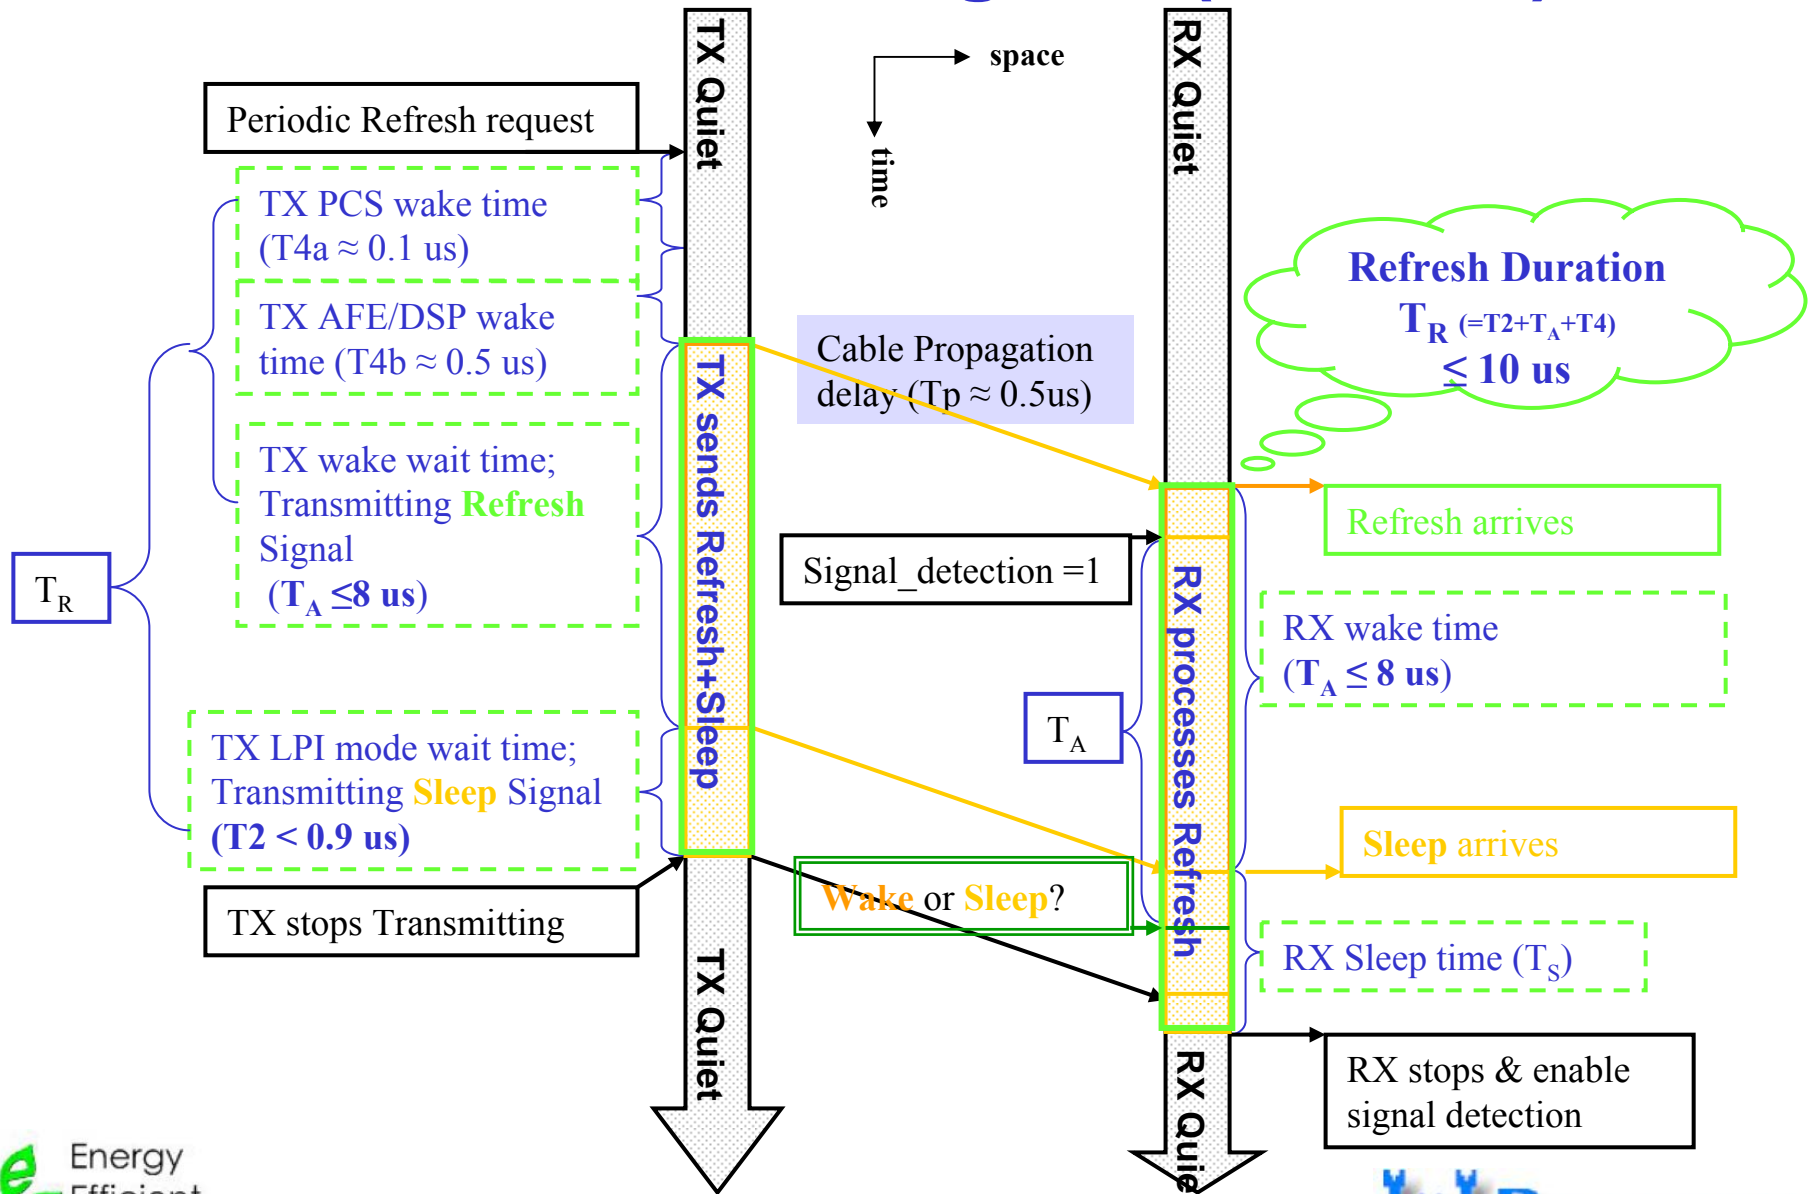 TX Quiet
RX Quiet
space
time
Periodic Refresh request
TX PCS wake time
(T4a ≈ 0.1 us)
TX AFE/DSP wake
time (T4b ≈ 0.5 us)
TX wake wait time;
Transmitting Refresh
Signal
(TA ≤8 us)
TR
TX LPI mode wait time;
Transmitting Sleep Signal
(T2 < 0.9 us)
TX stops Transmitting
TX sends Refresh+Sleep
TX Quiet
Cable Propagation
delay (Tp ≈ 0.5us)
Signal_detection =1
TA
Wake or Sleep?
RX processes Refresh
RX Quie
Refresh Duration
TR (=T2+TA+T4)
≤ 10 us
Refresh arrives
RX wake time
(TA ≤ 8 us)
Sleep arrives
RX Sleep time (TS)
RX stops & enable
signal detection
Energy
Efficient